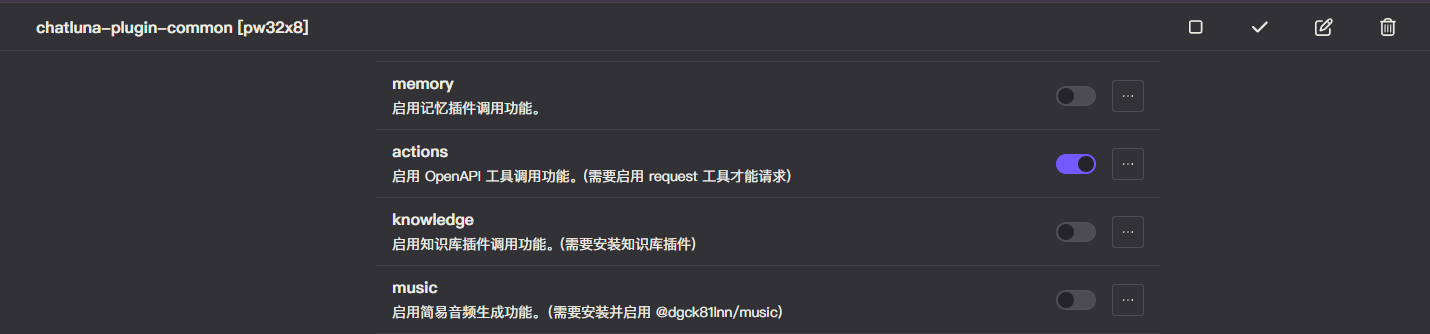 chatluna-plugin-common [pw32x8]
memory
启用记忆插件调用功能。
actions
启用 OpenAPI 工具调用功能。(需要启用 request 工具才能请求)
knowledge
启用知识库插件调用功能。(需要安装知识库插件)
music
启用简易音频生成功能。(需要安装并启用 @dgck81lnn/music)